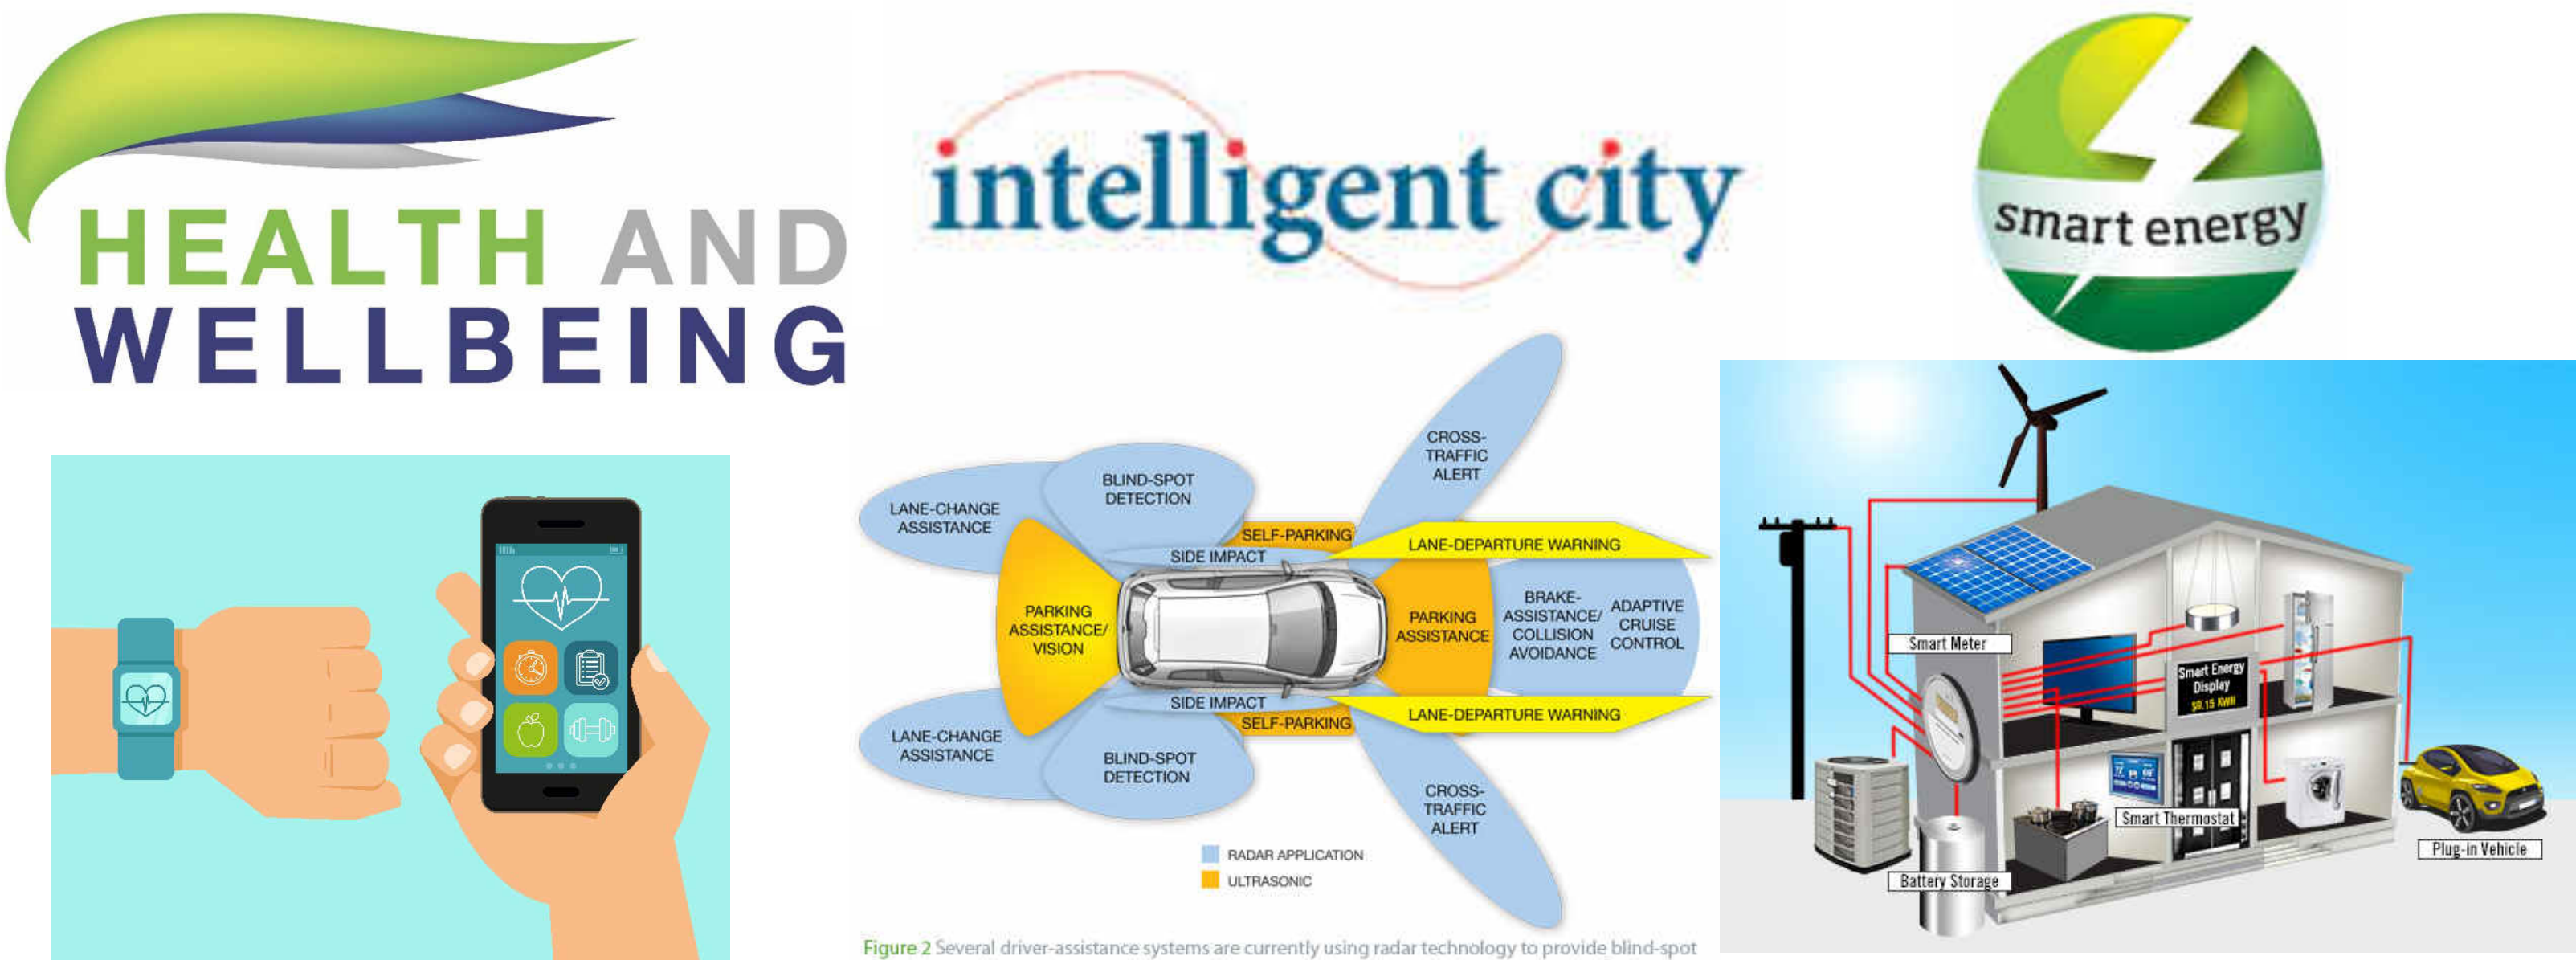 HEALTH AND
WELLBEING
intelligent city
smart energy
CROSS-
TRAFFIC
ALERT
BLIND-SPOT
DETECTION
LANE-CHANGE
ASSISTANCE
SELF-PARKING
LANE-DEPARTURE WARNING
SIDE IMPACT
PARKING
ASSISTANCE/
VISION
PARKING
ASSISTANCE
BRAKE-
ASSISTANCE/
COLLISION
AVOIDANCE
ADAPTIVE
CRUISE
CONTROL
SIDE IMPACT
SELF-PARKING
LANE-DEPARTURE WARNING
LANE-CHANGE
ASSISTANCE
BLIND-SPOT
DETECTION
CROSS-
TRAFFIC
ALERT
RADAR APPLICATION
ULTRASONIC
Figure 2 Several driver-assistance systems are currently using radar technology to provide blind-spot
Smart Meter
Smart Energy
Display
$0.15 KWH
Smart Thermostat
Plug-in Vehicle
Battery Storage